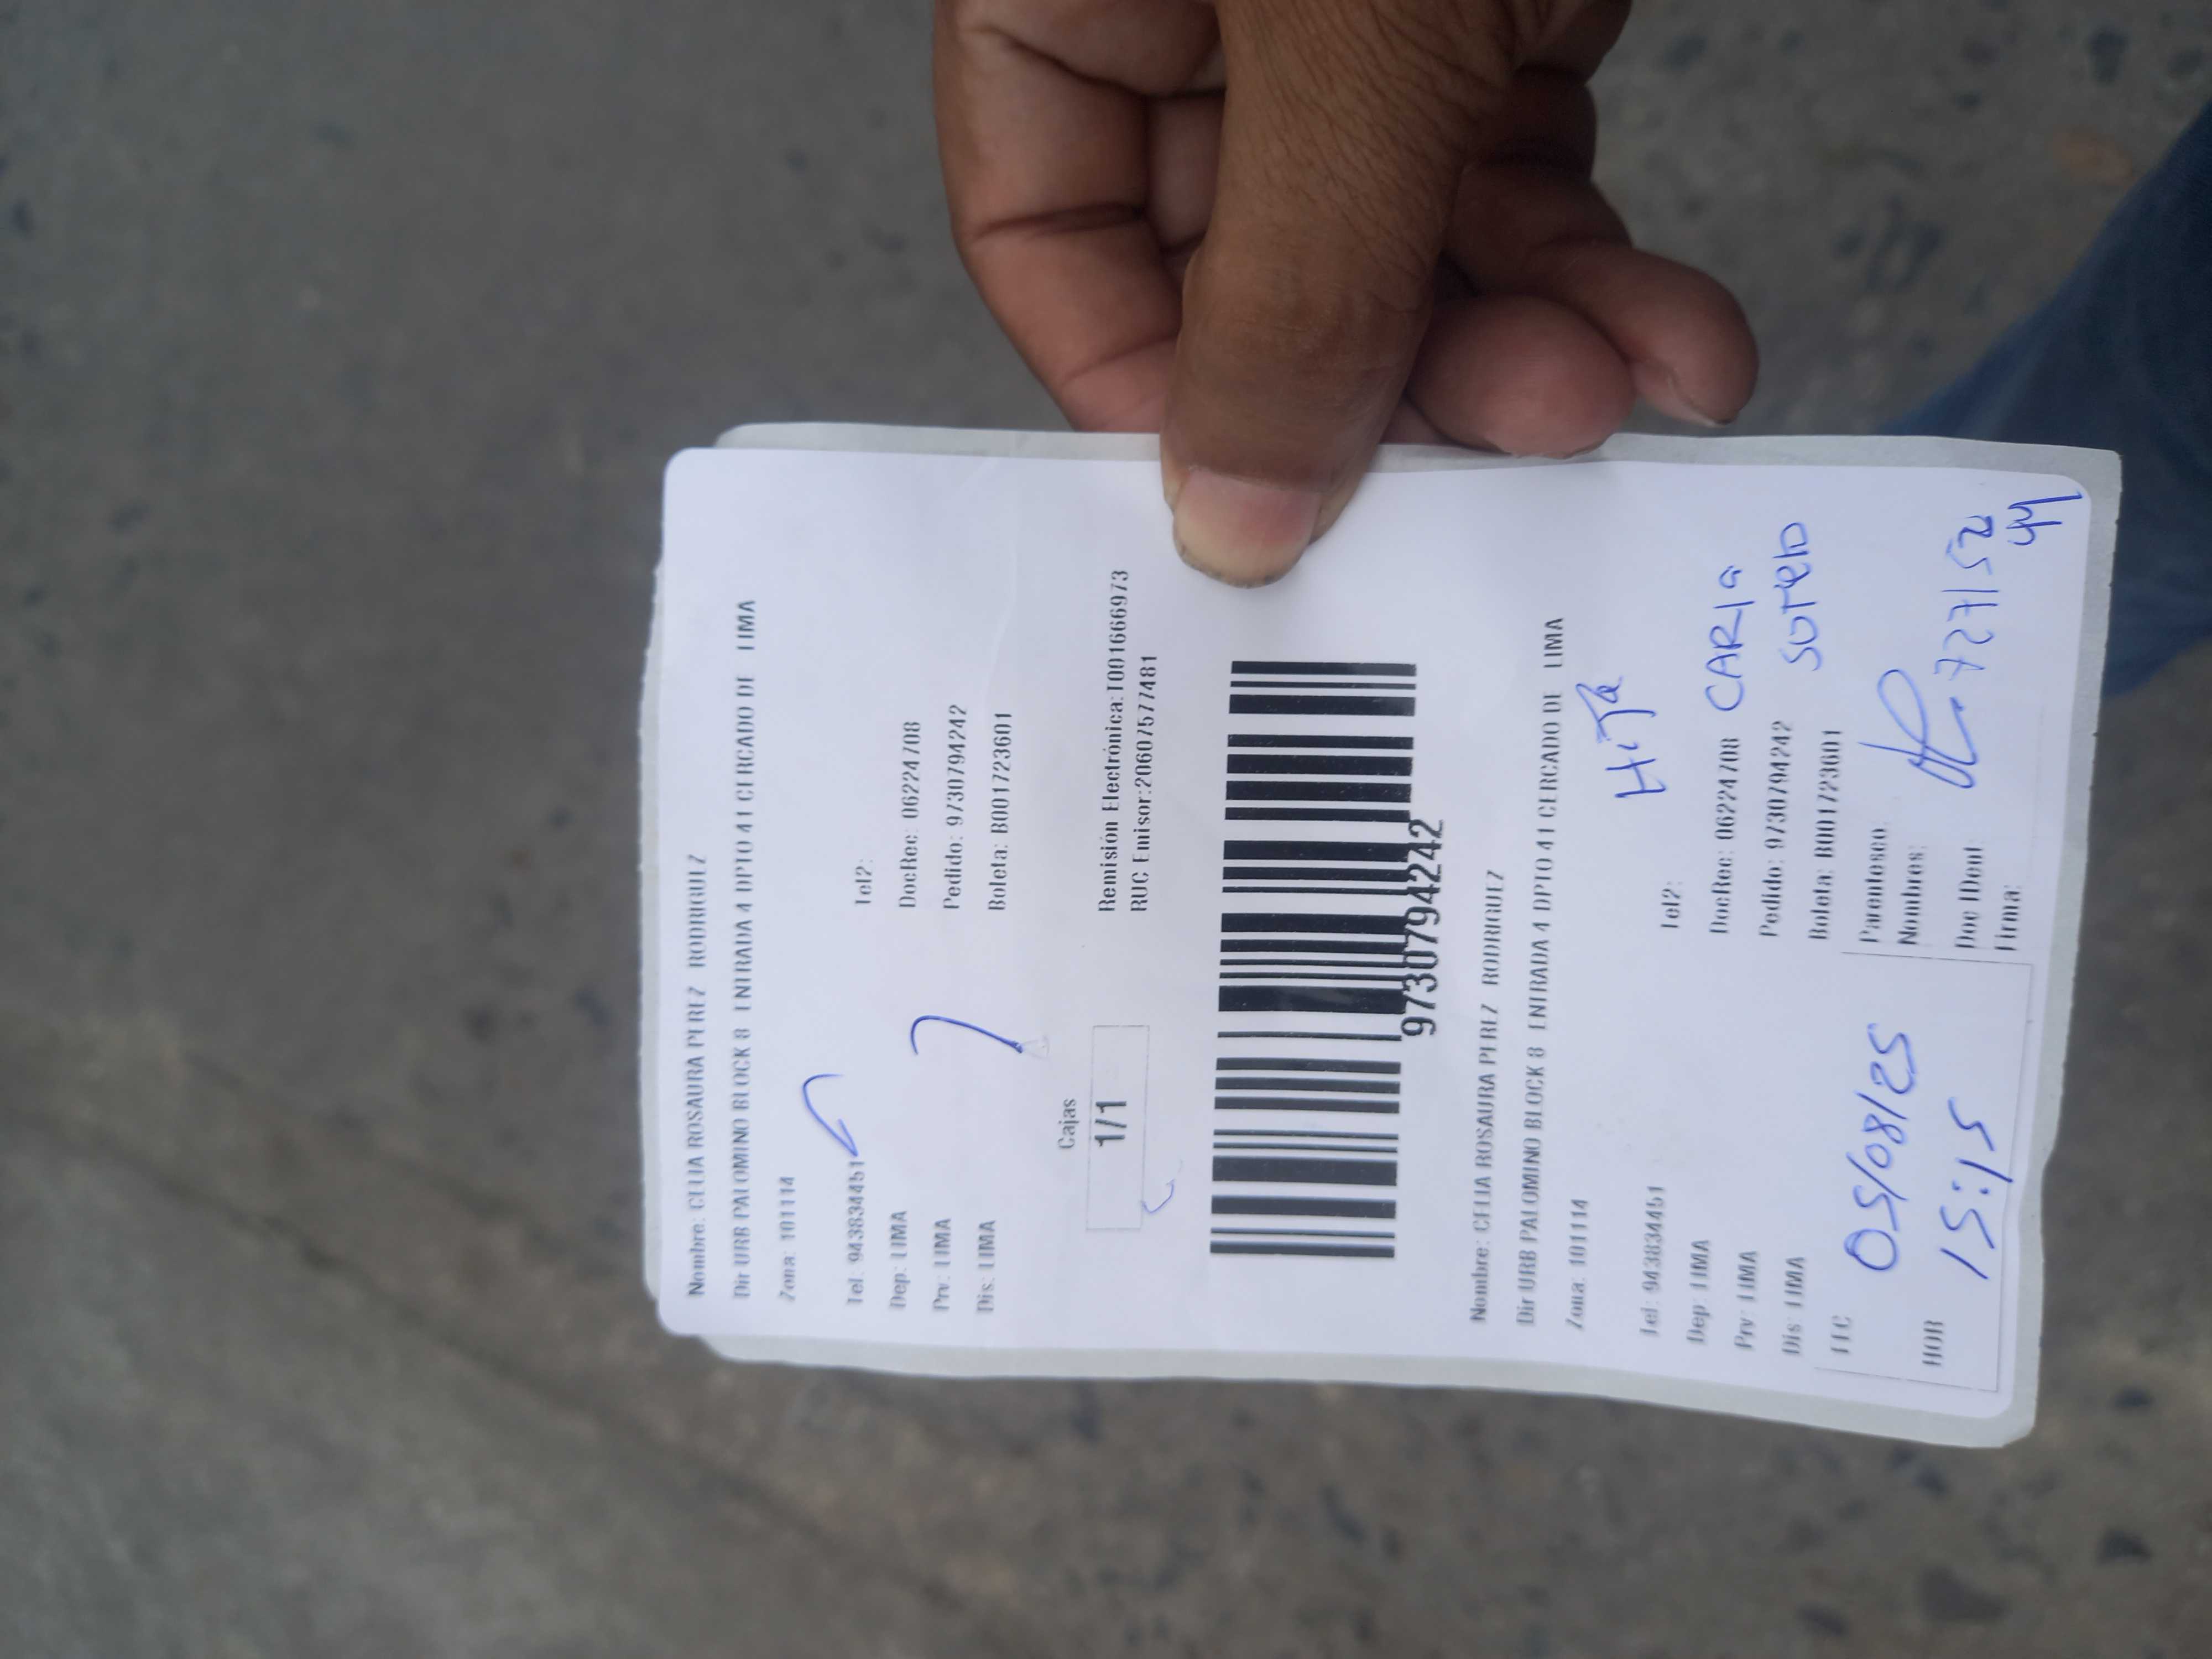 Nombre: CELIA ROSAURA PEREZ RODRIGUEZ
Dir URB PALOMINO BLOCK 8 ENTRADA 4 DPTO 41 CERCADO DE LIMA
Zona: 101114
Tel: 943834451 Tel2:
Dep: LIMA DocRec: 06224708
Prv: LIMA Pedido: 9730794242
Dis: LIMA Boleta: B001723601
Cajas
1/1
Remisión Electrónica:T001666973
RUC Emisor:20607577481
9730794242
Nombre: CELIA ROSAURA PEREZ RODRIGUEZ
Dir URB PALOMINO BLOCK 8 ENTRADA 4 DPTO 41 CERCADO DE LIMA
Zona: 101114
HiJa
Tel: 943834451 Tel2:
Dep: LIMA DocRec: 06224708 CARla
Prv: LIMA Pedido: 9730794242 Sotelo
Dis: LIMA Boleta: B001723601
FEC 05/08/25 Parentesco:
Nombres:
HOR 15:15 Doc IDent: 727152
Firma: 44